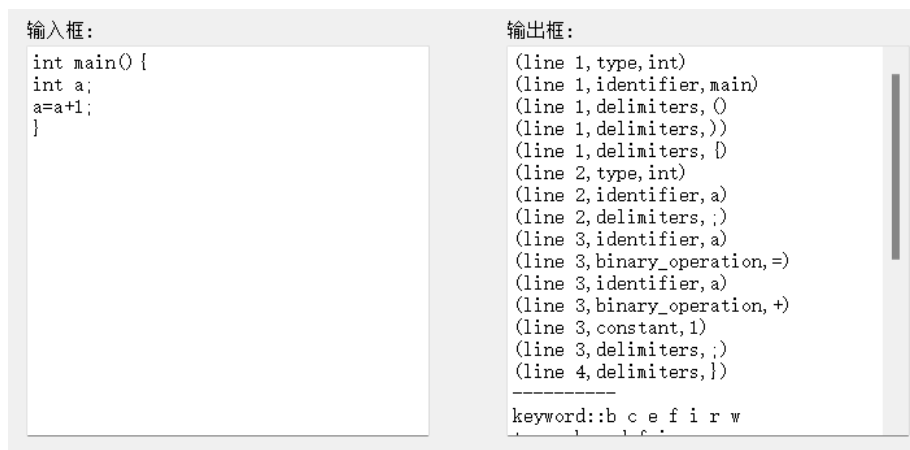 输入框:
int main() {
int a;
a=a+1;
}
输出框:
(line 1, type, int)
(line 1, identifier, main)
(line 1, delimiters, ()
(line 1, delimiters, ))
(line 1, delimiters, {)
(line 2, type, int)
(line 2, identifier, a)
(line 2, delimiters, ;)
(line 3, identifier, a)
(line 3, binary_operation, =)
(line 3, identifier, a)
(line 3, binary_operation, +)
(line 3, constant, 1)
(line 3, delimiters, ;)
(line 4, delimiters, })
----------
keyword::b c e f i r w